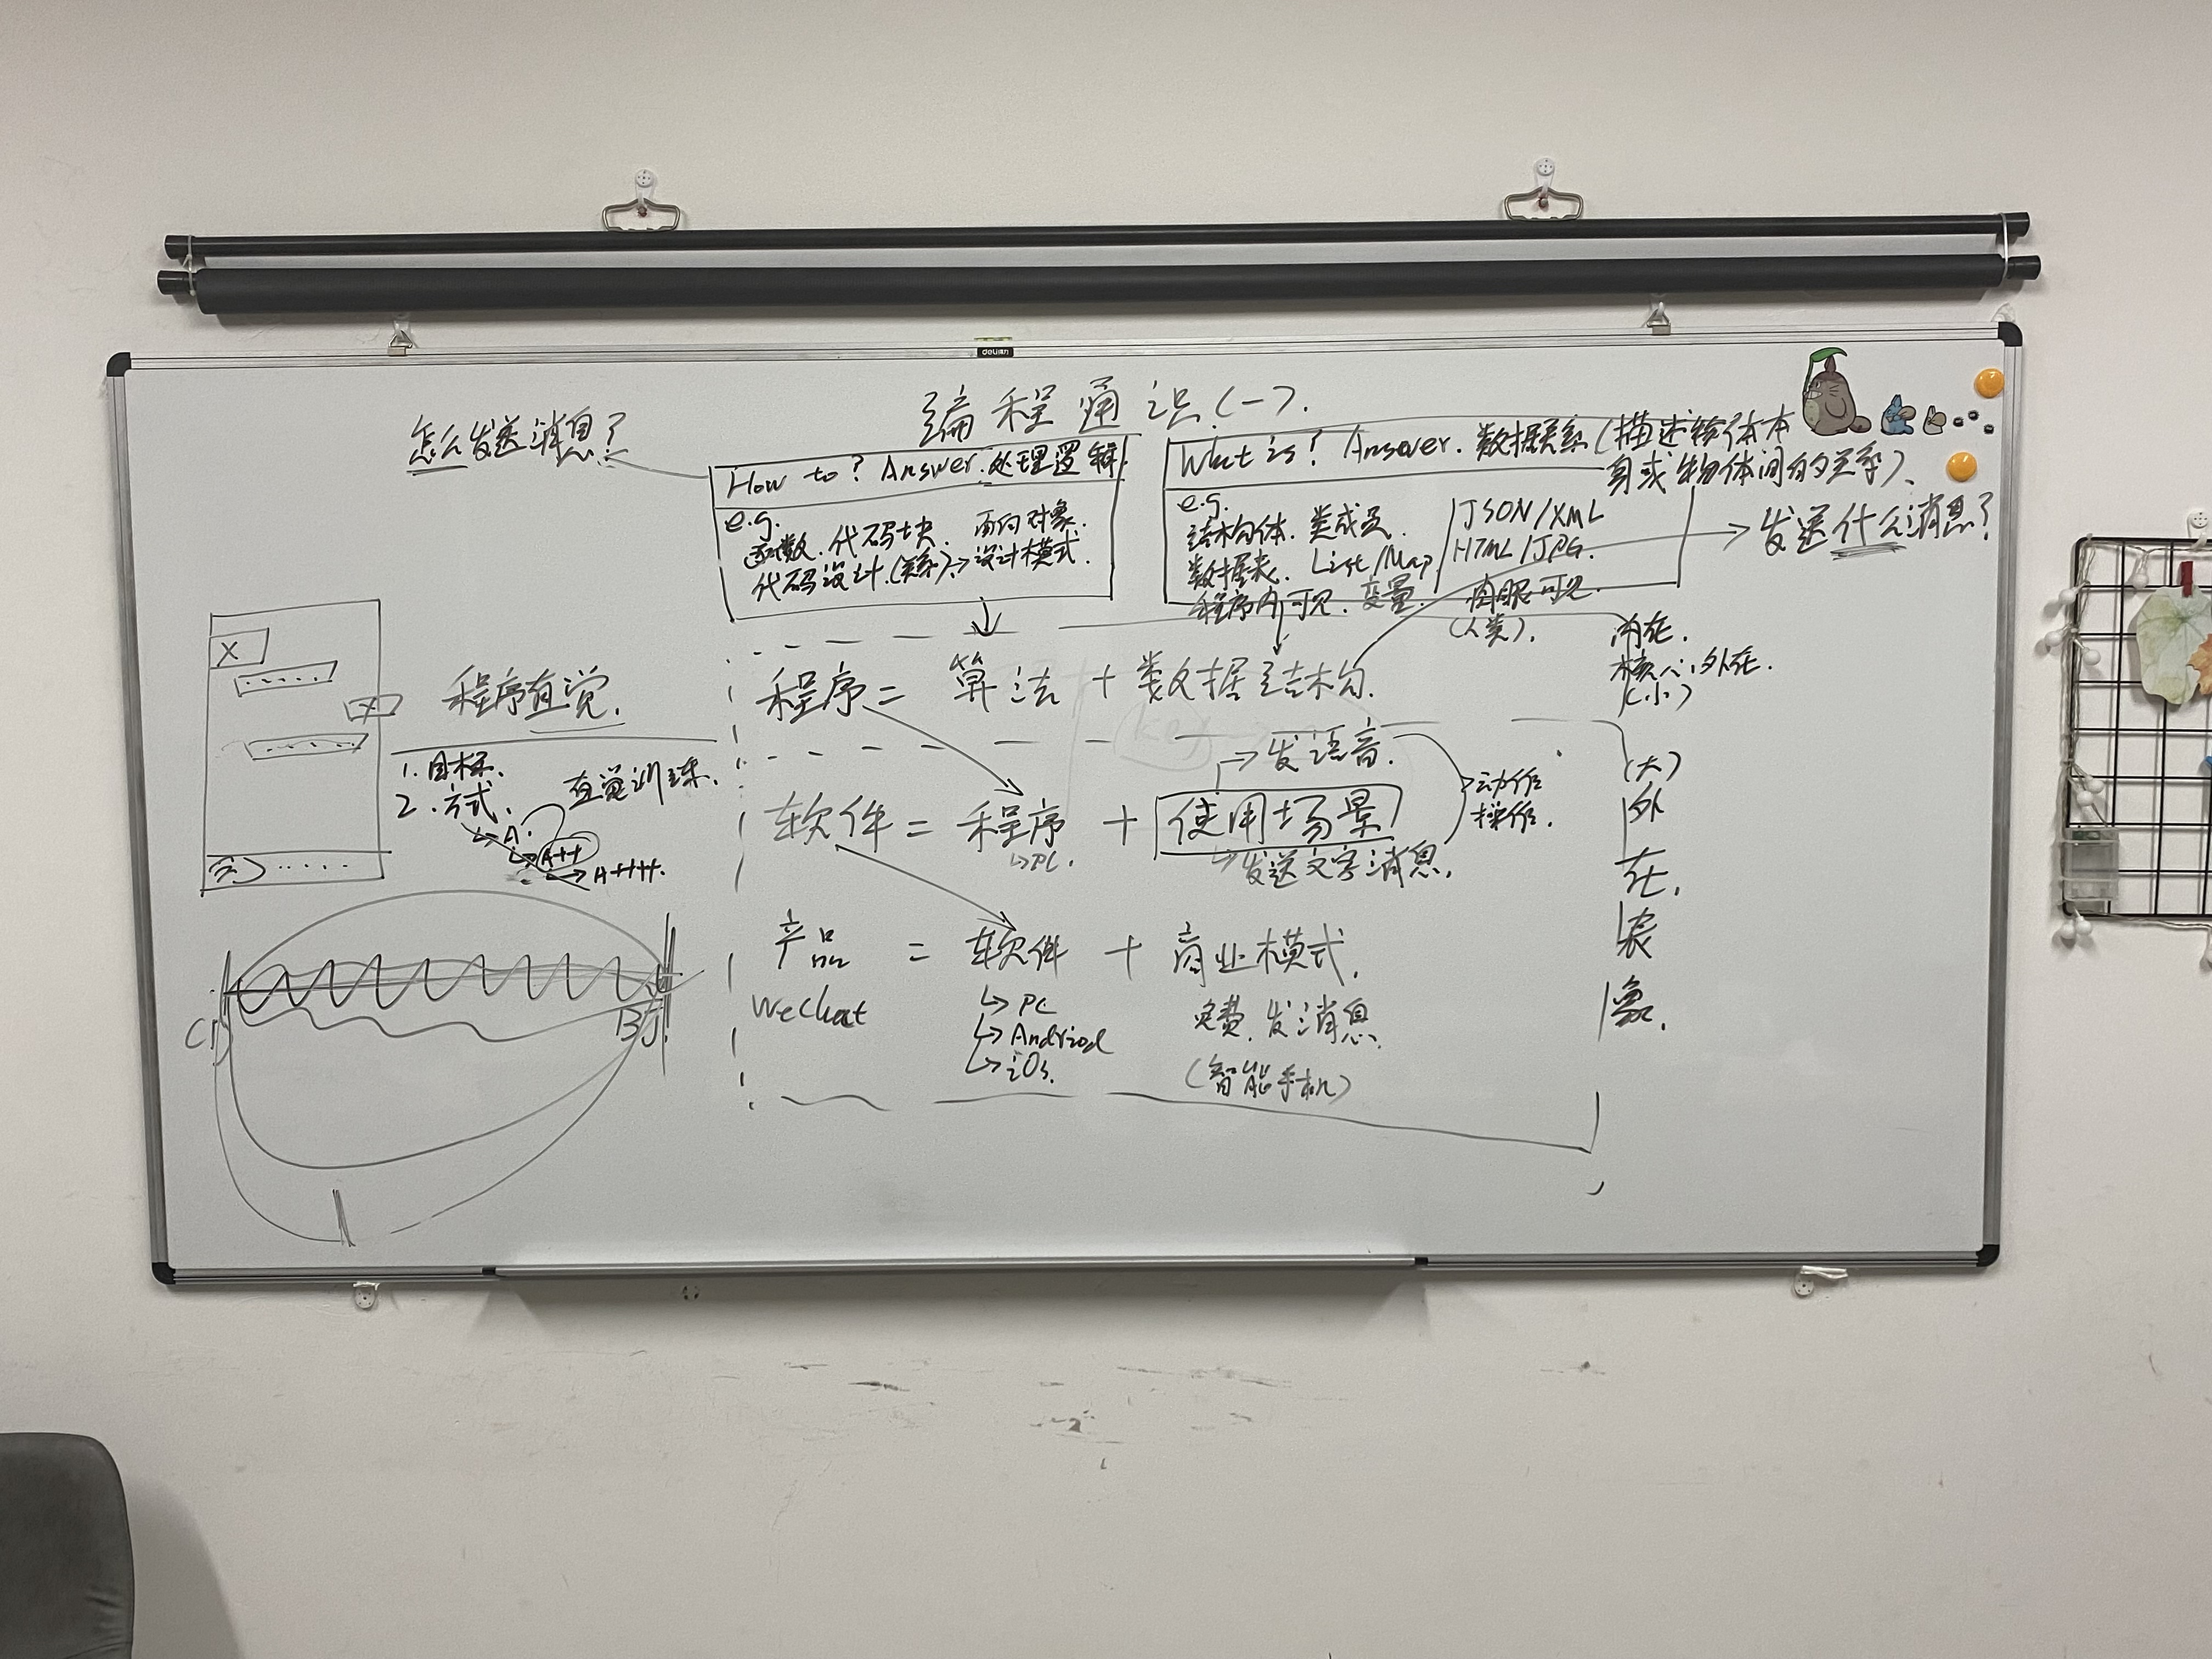 deli得力
编程通识(一).
怎么发送消息?
How to? Answer. 处理逻辑.
e.g.
函数. 代码块. 面向对象.
代码设计.(关系)→设计模式.
What is? Answer. 数据关系(描述物体本
身或物体间的关系).
e.g.
结构体. 类成员.
数据表. List/Map
程序内可见. 变量.
JSON/XML
HTML/JPG.
肉眼可见.
(人类).
发送什么消息?
X
.....
X
.....
.....
程序直觉.
1. 目标.
2. 方式.
直觉训练.
A.
A++
A++++.
CD
BJ.
程序= 算法 + 数据结构.
内在.
核心.外在.
(小)
发语音.
软件 = 程序 + 使用场景
PC.
发送文字消息.
动作
操作.
产品 = 软件 + 商业模式.
WeChat
PC
Andriod
iOs.
免费. 发消息.
(智能手机)
(大)
外
在.
表
象.